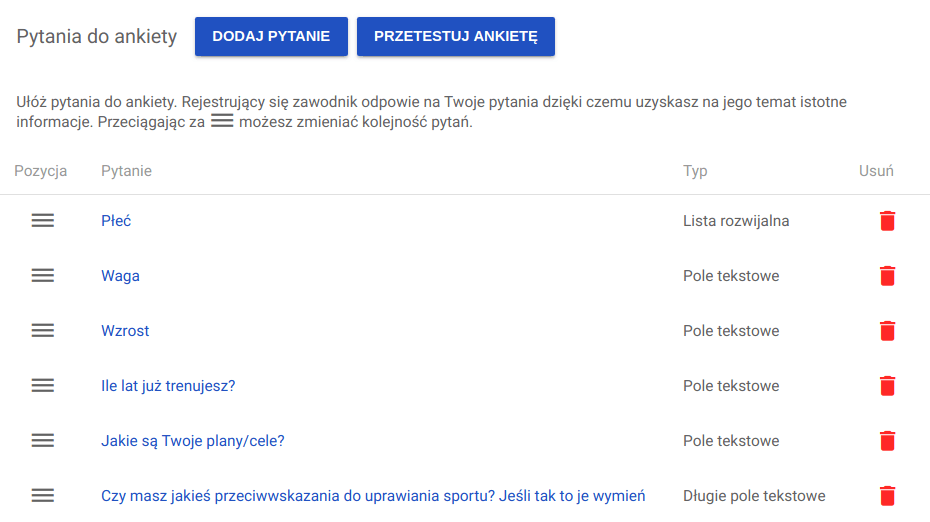 Pytania do ankiety DODAJ PYTANIE PRZETESTUJ ANKIETĘ
Ułóż pytania do ankiety. Rejestrujący się zawodnik odpowie na Twoje pytania dzięki czemu uzyskasz na jego temat istotne
informacje. Przeciągając za możesz zmieniać kolejność pytań.
Pozycja Pytanie Typ Usuń
Płeć Lista rozwijalna
Waga Pole tekstowe
Wzrost Pole tekstowe
Ile lat już trenujesz? Pole tekstowe
Jakie są Twoje plany/cele? Pole tekstowe
Czy masz jakieś przeciwwskazania do uprawiania sportu? Jeśli tak to je wymień Długie pole tekstowe